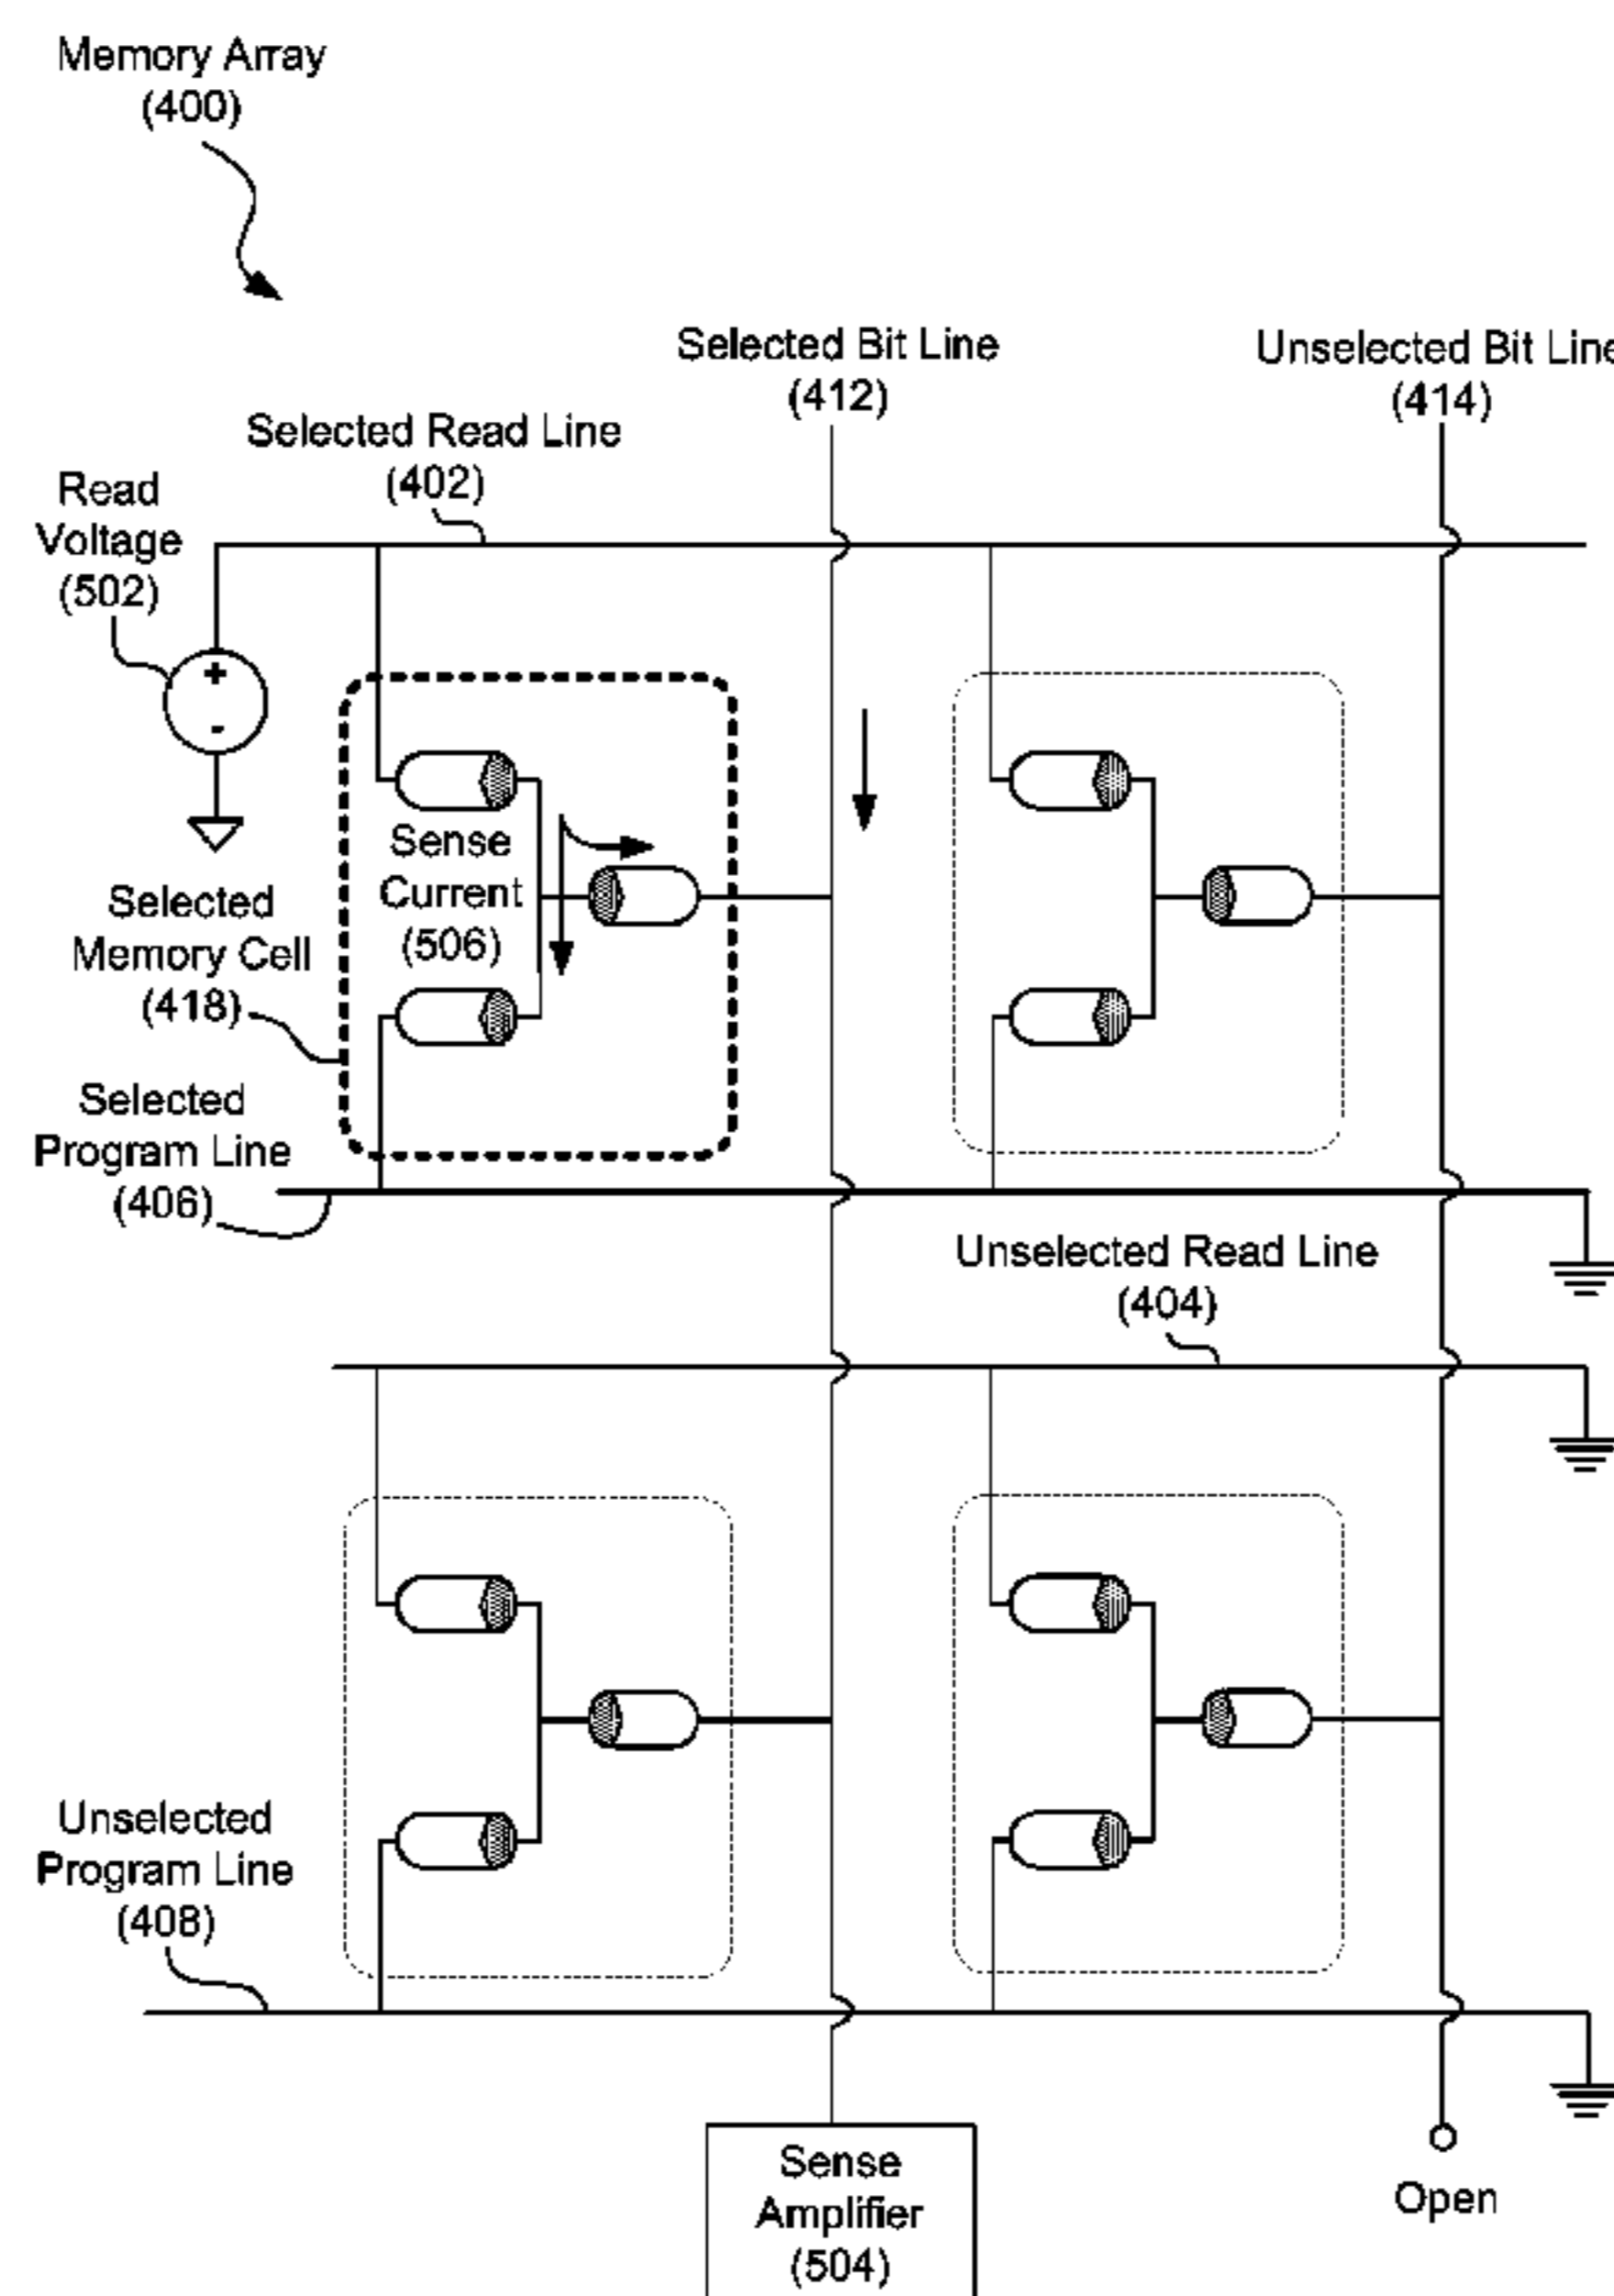 Memory Array
(400)
Selected Bit Line
(412)
Unselected Bit Line
(414)
Selected Read Line
(402)
Read
Voltage
(502)
+
-
Sense
Current
(506)
Selected
Memory Cell
(418)
Selected
Program Line
(406)
Unselected Read Line
(404)
Unselected
Program Line
(408)
Sense
Amplifier
(504)
Open